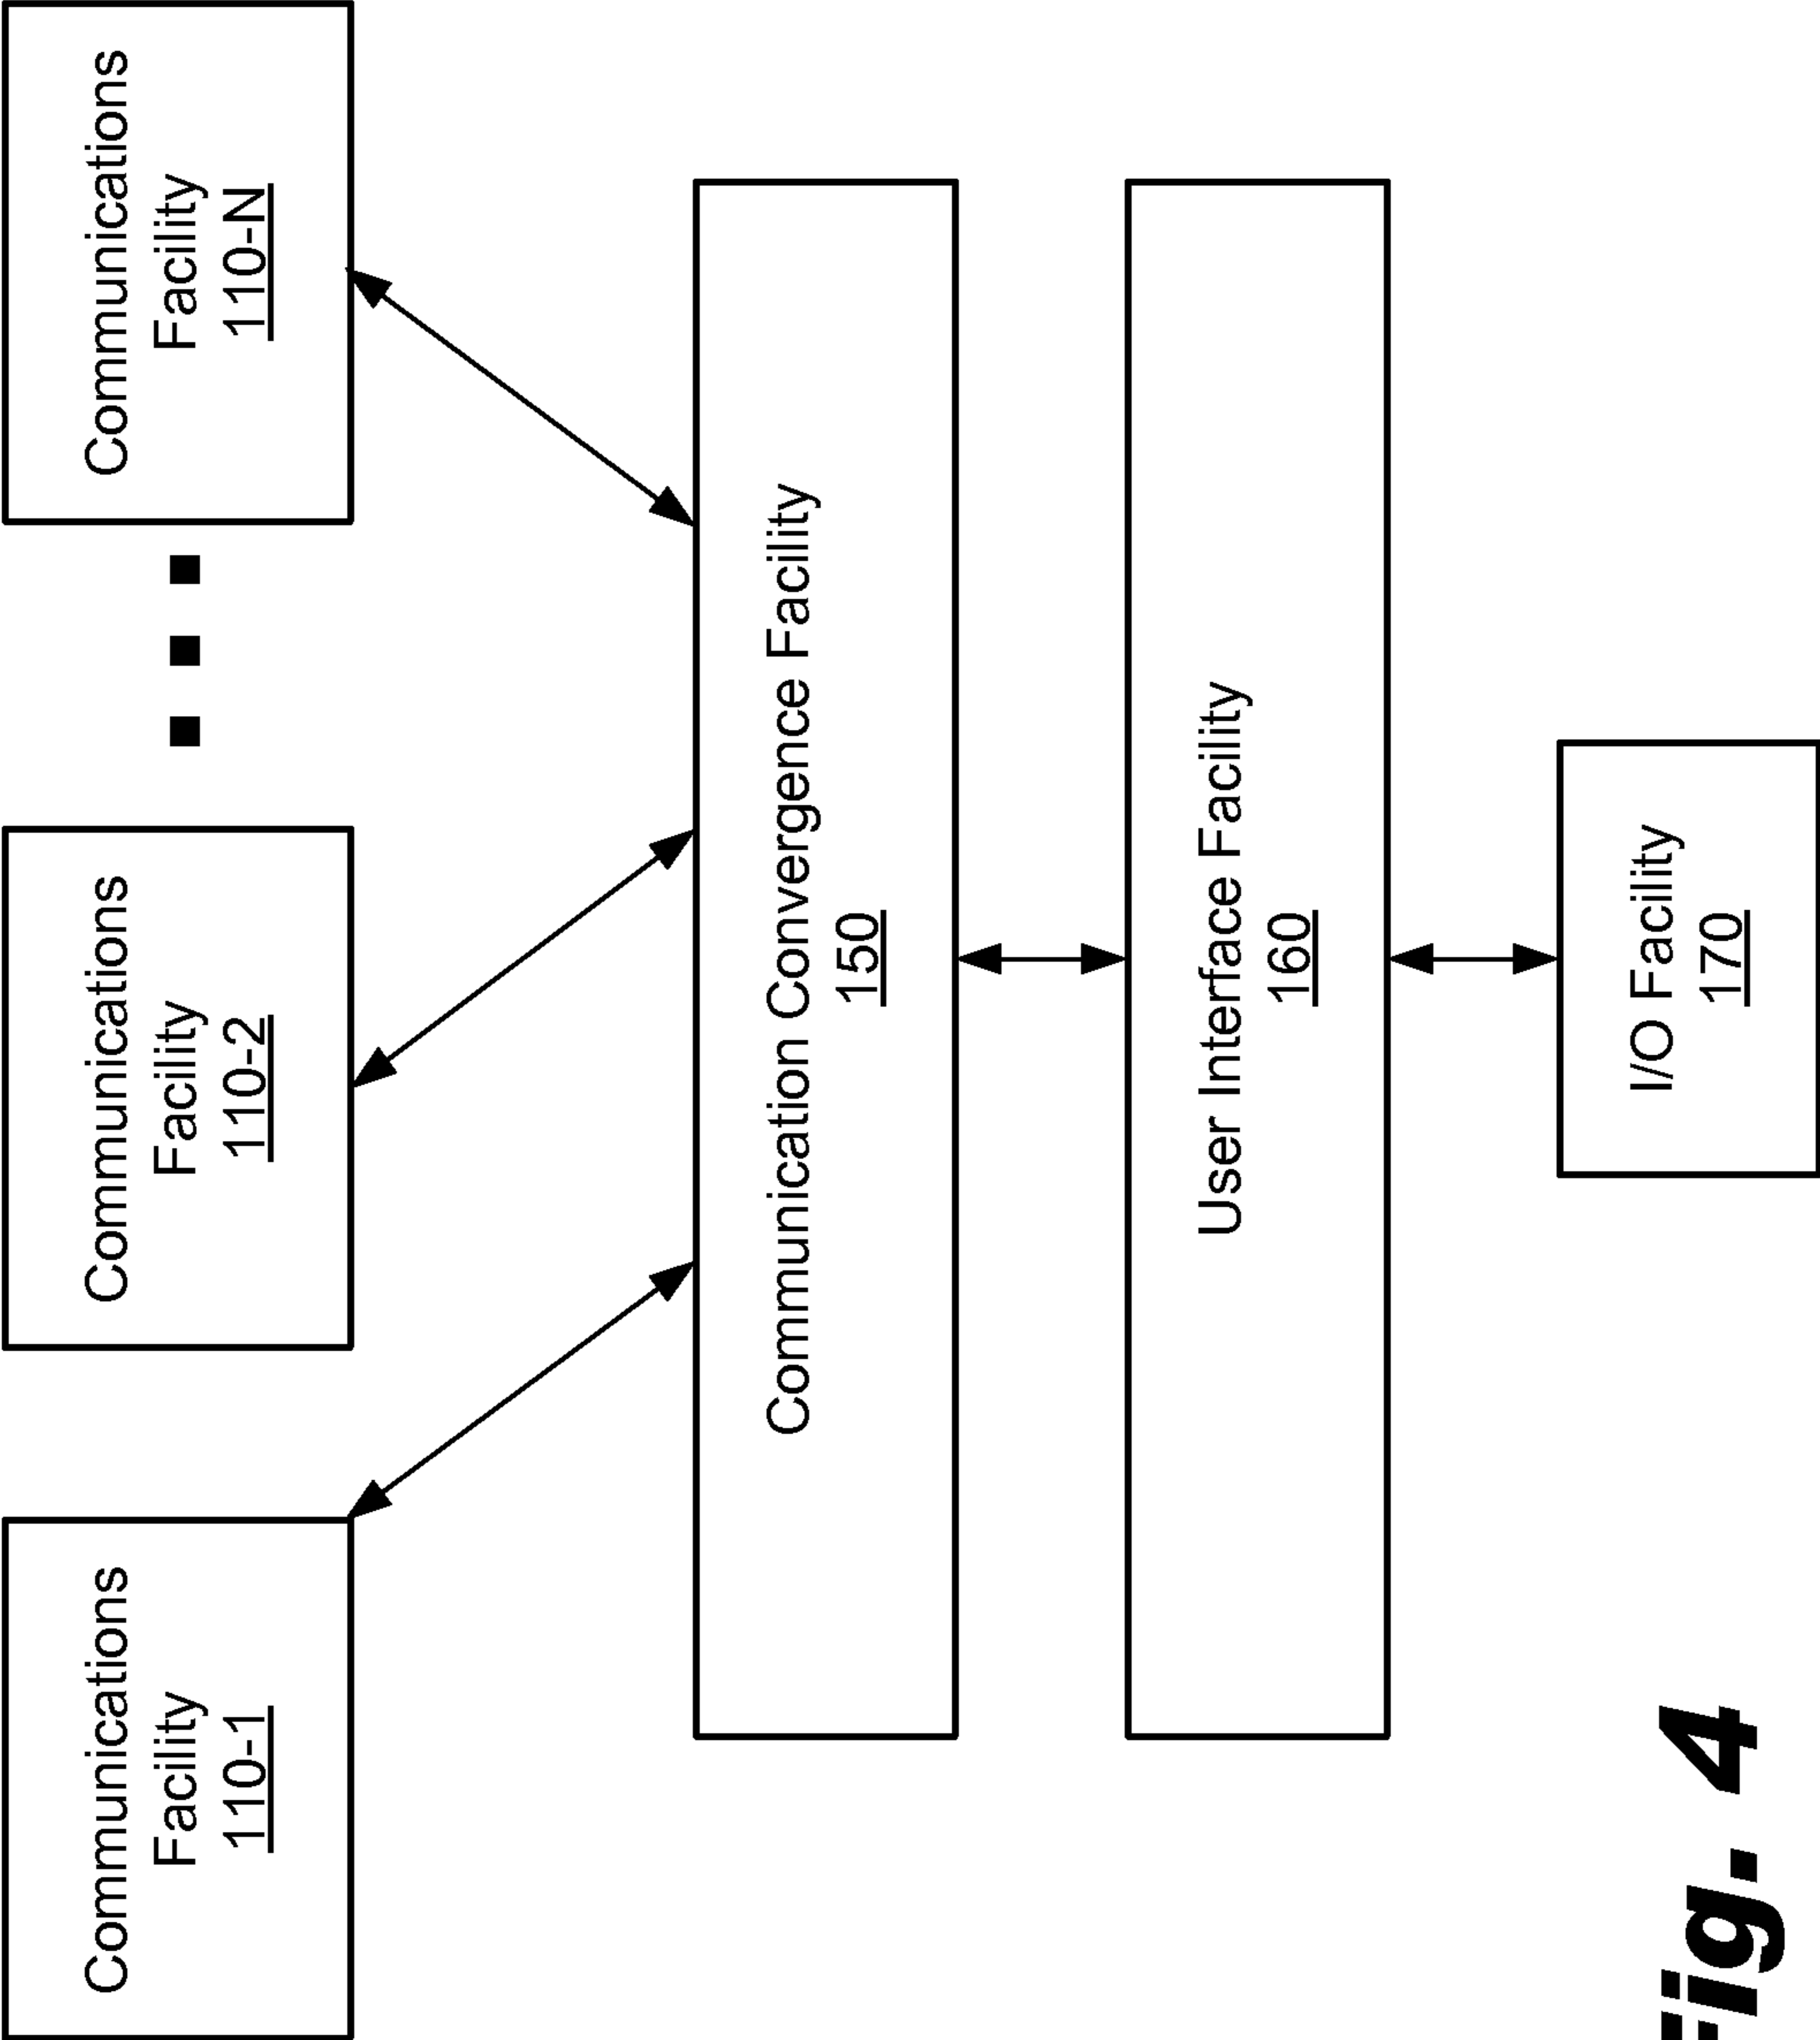 Communications
Facility
110-1
Communications
Facility
110-2
Communications
Facility
110-N
Communication Convergence Facility
150
User Interface Facility
160
I/O Facility
170
Fig. 4